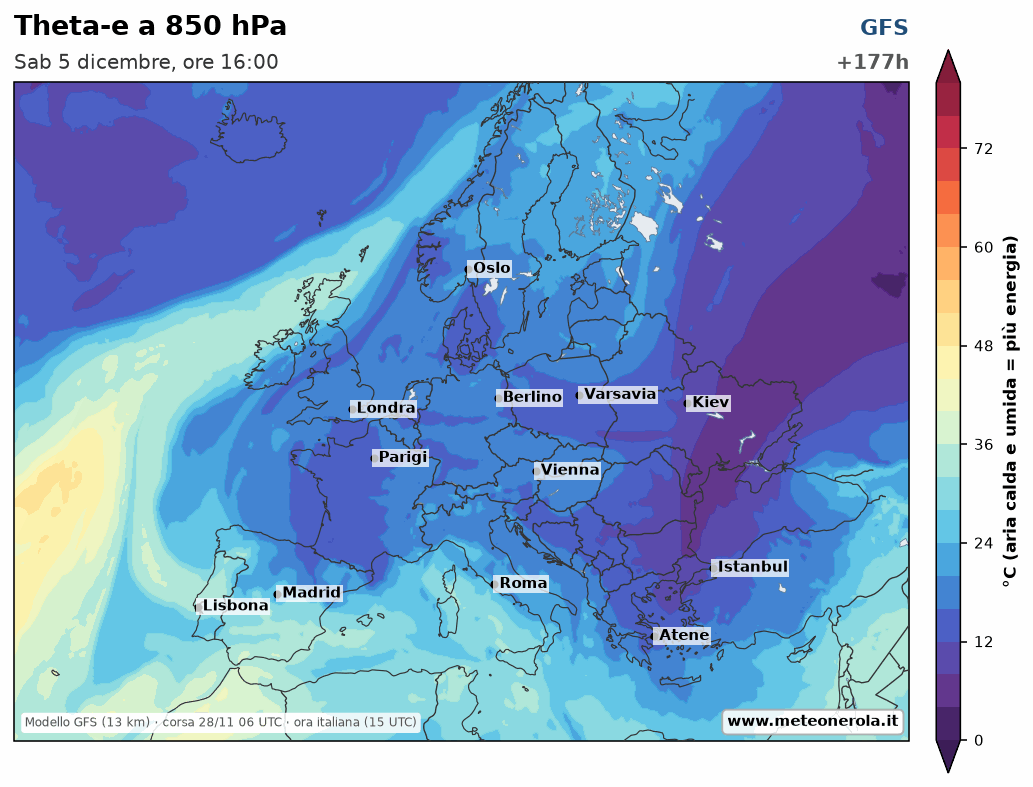 Theta-e a 850 hPa
GFS
Sab 5 dicembre, ore 16:00
+177h
72
60
48
36
24
12
0
°C (aria calda e umida = più energia)
Oslo
Berlino
Varsavia
Kiev
Londra
Parigi
Vienna
Istanbul
Roma
Madrid
Lisbona
Atene
Modello GFS (13 km) · corsa 28/11 06 UTC · ora italiana (15 UTC)
www.meteonerola.it